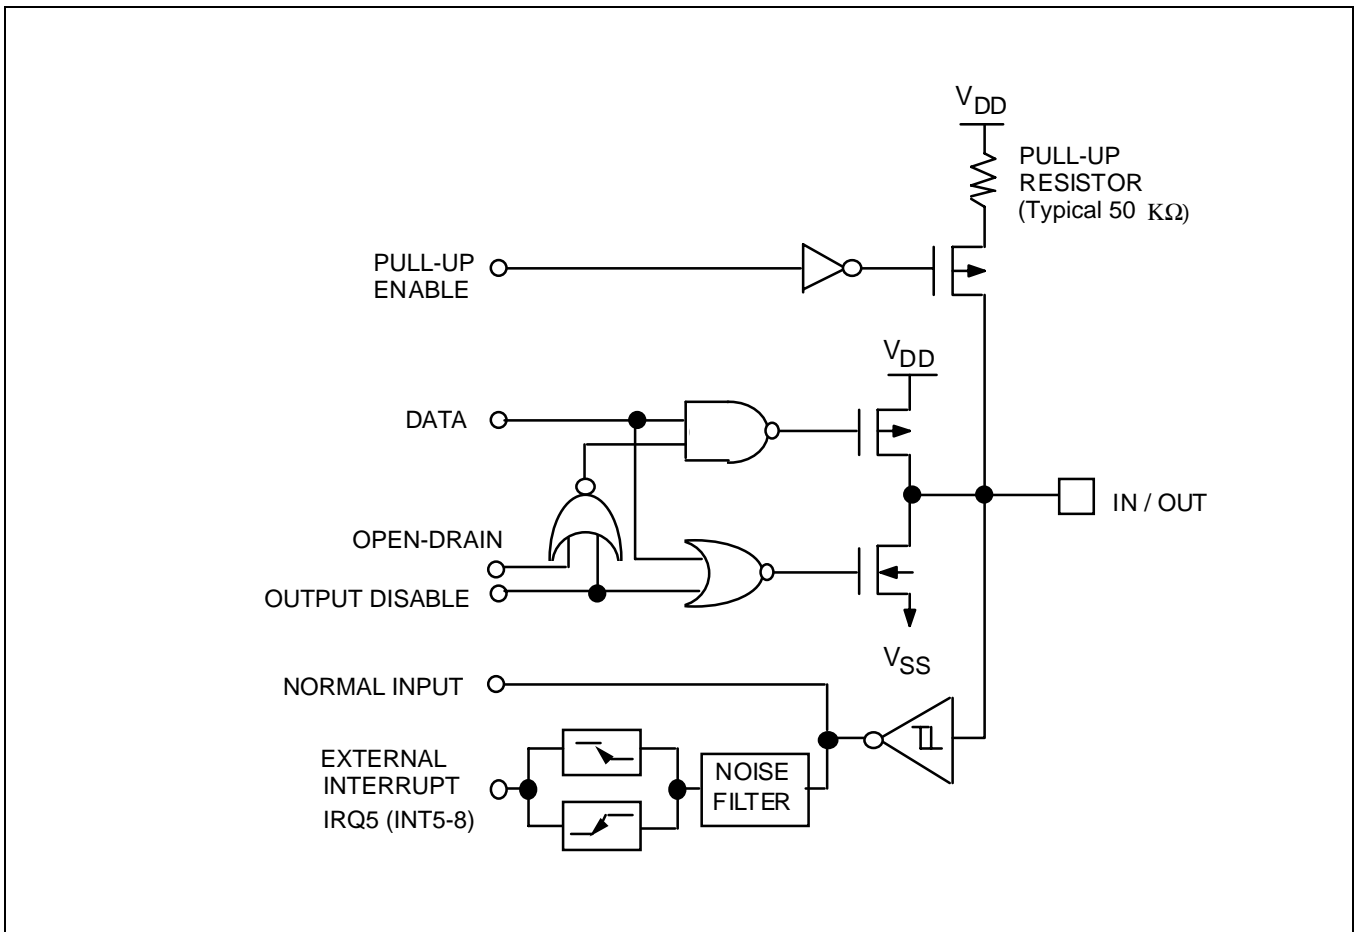 VDD
PULL-UP
RESISTOR
(Typical 50 KΩ)
PULL-UP
ENABLE
VDD
DATA
IN / OUT
OPEN-DRAIN
OUTPUT DISABLE
VSS
NORMAL INPUT
EXTERNAL
INTERRUPT
IRQ5 (INT5-8)
NOISE
FILTER